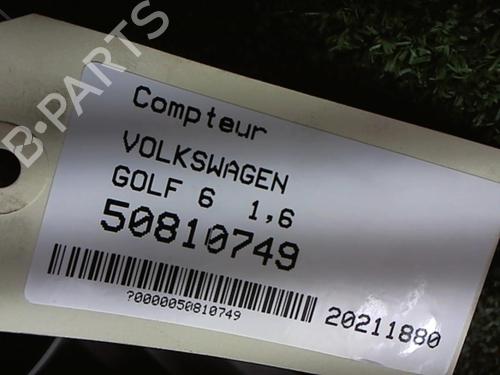 B-PARTS
Compteur
VOLKSWAGEN
GOLF 6 1,6
50810749
?0000050810749
20211880